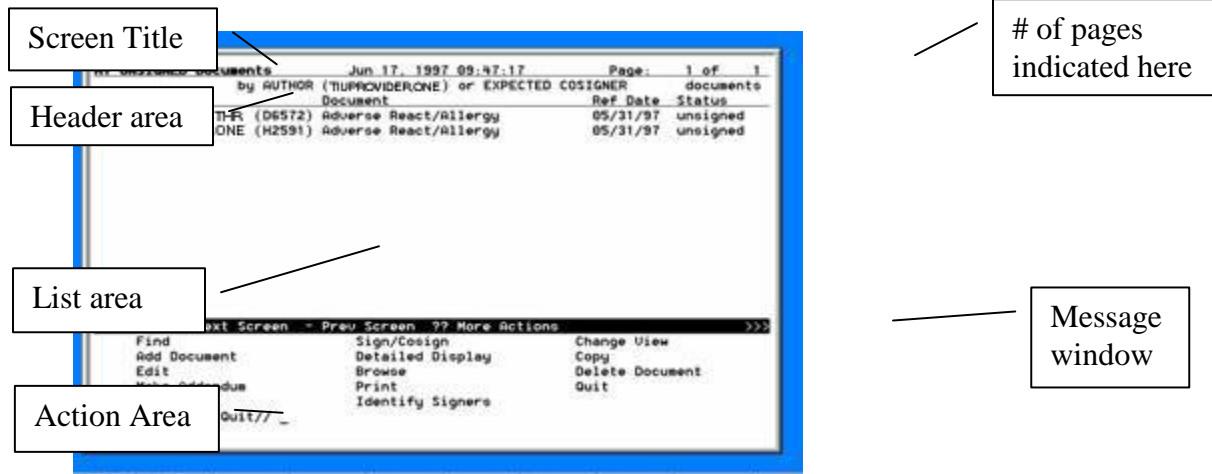 Screen Title
# of pages
indicated here
Documents Jun 17, 1997 09:47:17 Page: 1 of 1
by AUTHOR (TIUPROVIDER,ONE) or EXPECTED COSIGNER documents
Header area
Document Ref Date Status
(D6572) Adverse React/Allergy 05/31/97 unsigned
ONE (H2591) Adverse React/Allergy 05/31/97 unsigned
List area
Message
window
Screen - Prev Screen ?? More Actions >>>
Find Sign/Cosign Change View
Add Document Detailed Display Copy
Edit Browse Delete Document
Print Quit
Identify Signers
Action Area
Quit// _